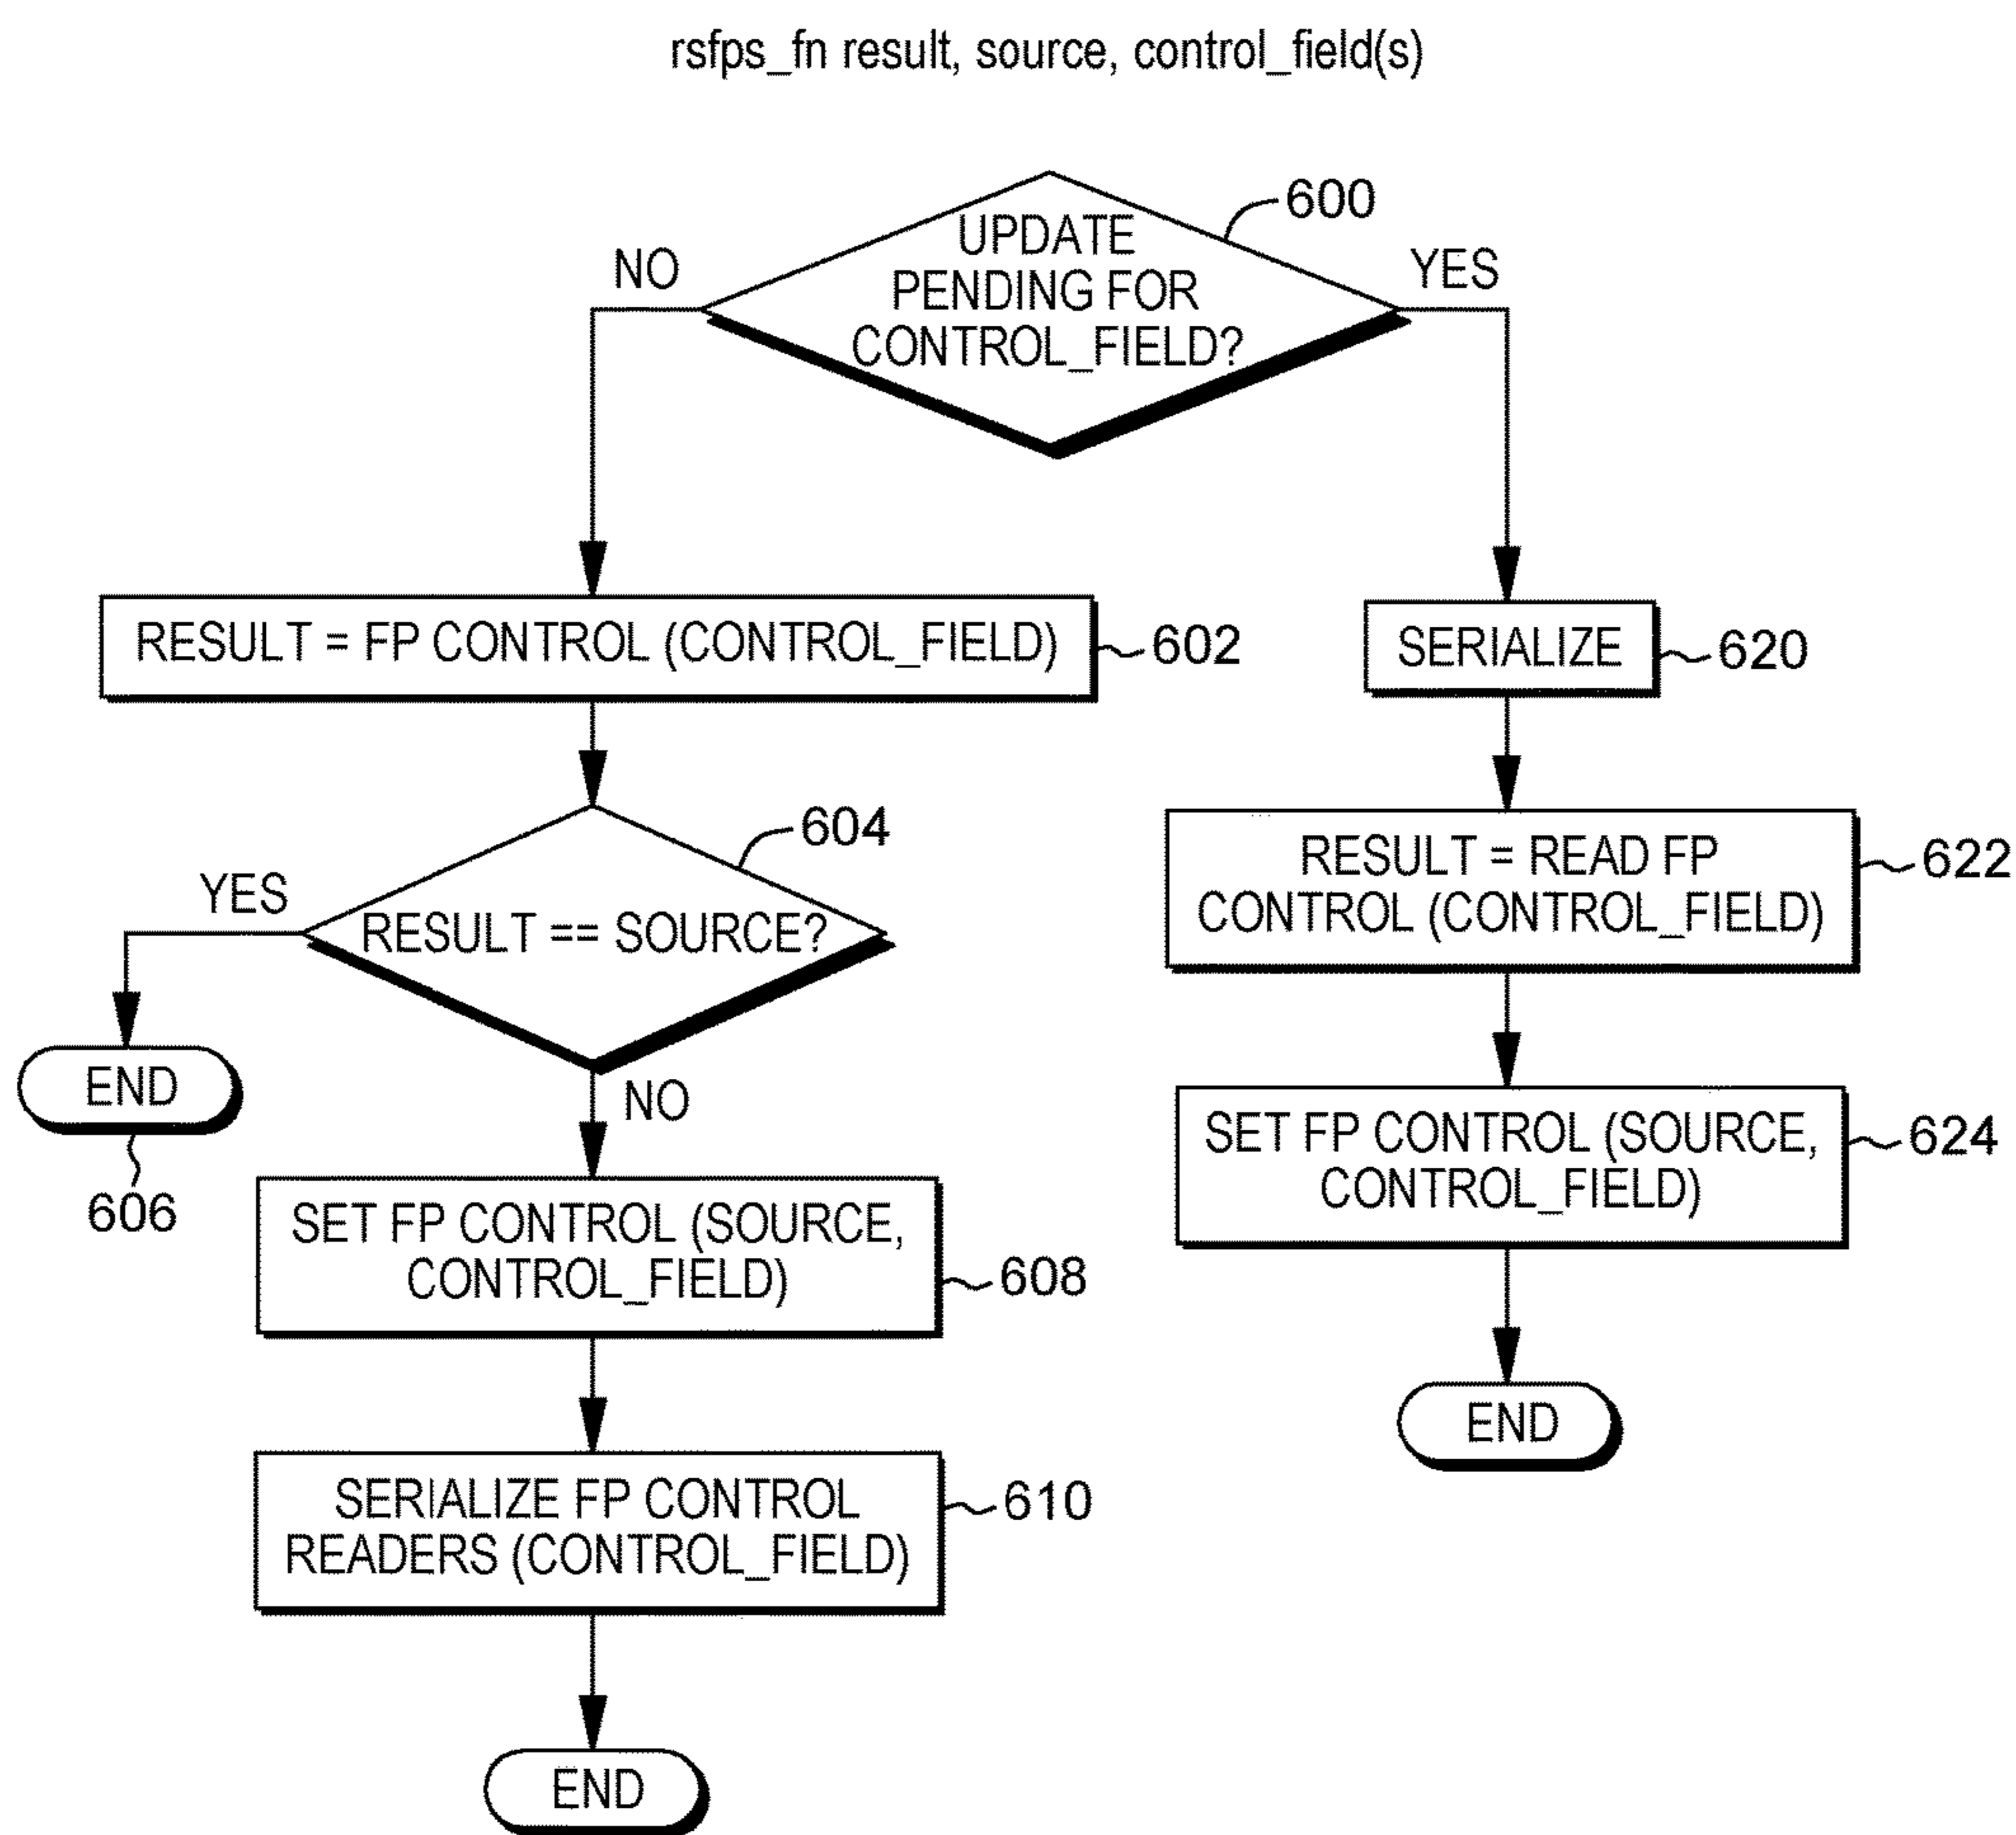 rsfps_fn result, source, control_field(s)
600
UPDATE
PENDING FOR
CONTROL_FIELD?
NO
YES
RESULT = FP CONTROL (CONTROL_FIELD)
602
SERIALIZE
620
604
YES
RESULT == SOURCE?
RESULT = READ FP
CONTROL (CONTROL_FIELD)
622
END
606
NO
SET FP CONTROL (SOURCE,
CONTROL_FIELD)
624
SET FP CONTROL (SOURCE,
CONTROL_FIELD)
608
END
SERIALIZE FP CONTROL
READERS (CONTROL_FIELD)
610
END